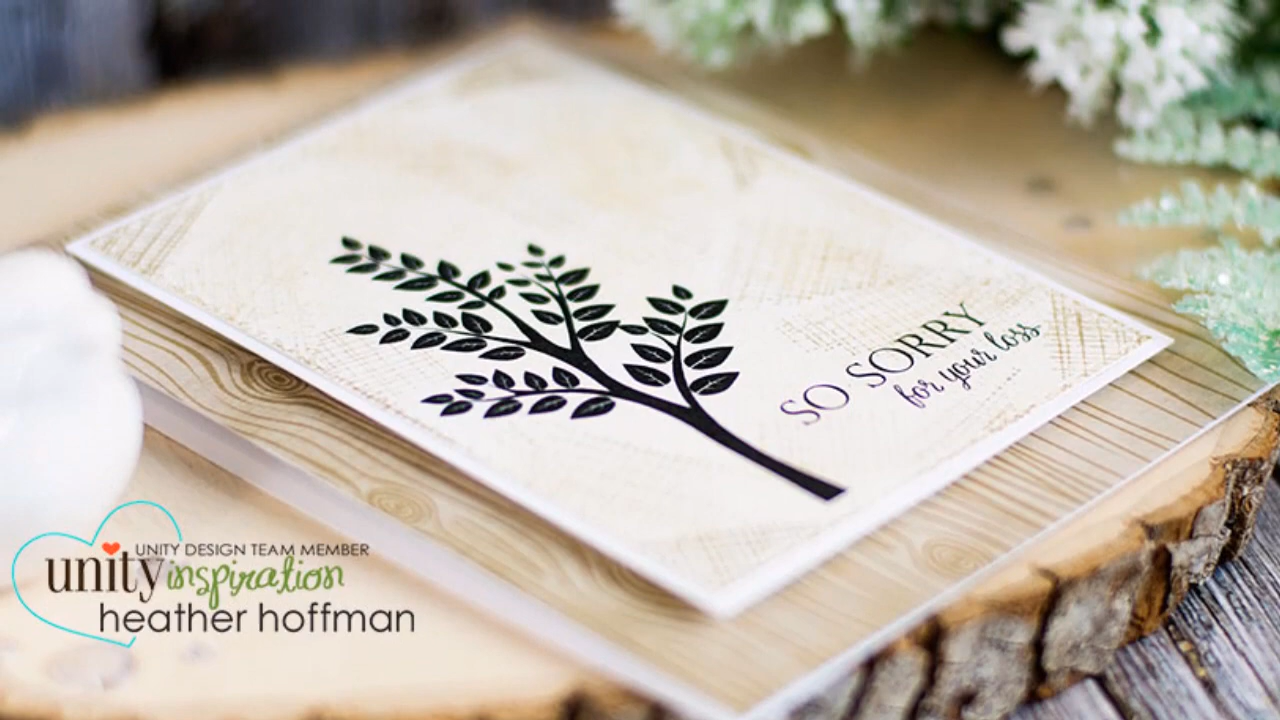 SO SORRY
for your loss
UNITY DESIGN TEAM MEMBER
unity inspiration
heather hoffman